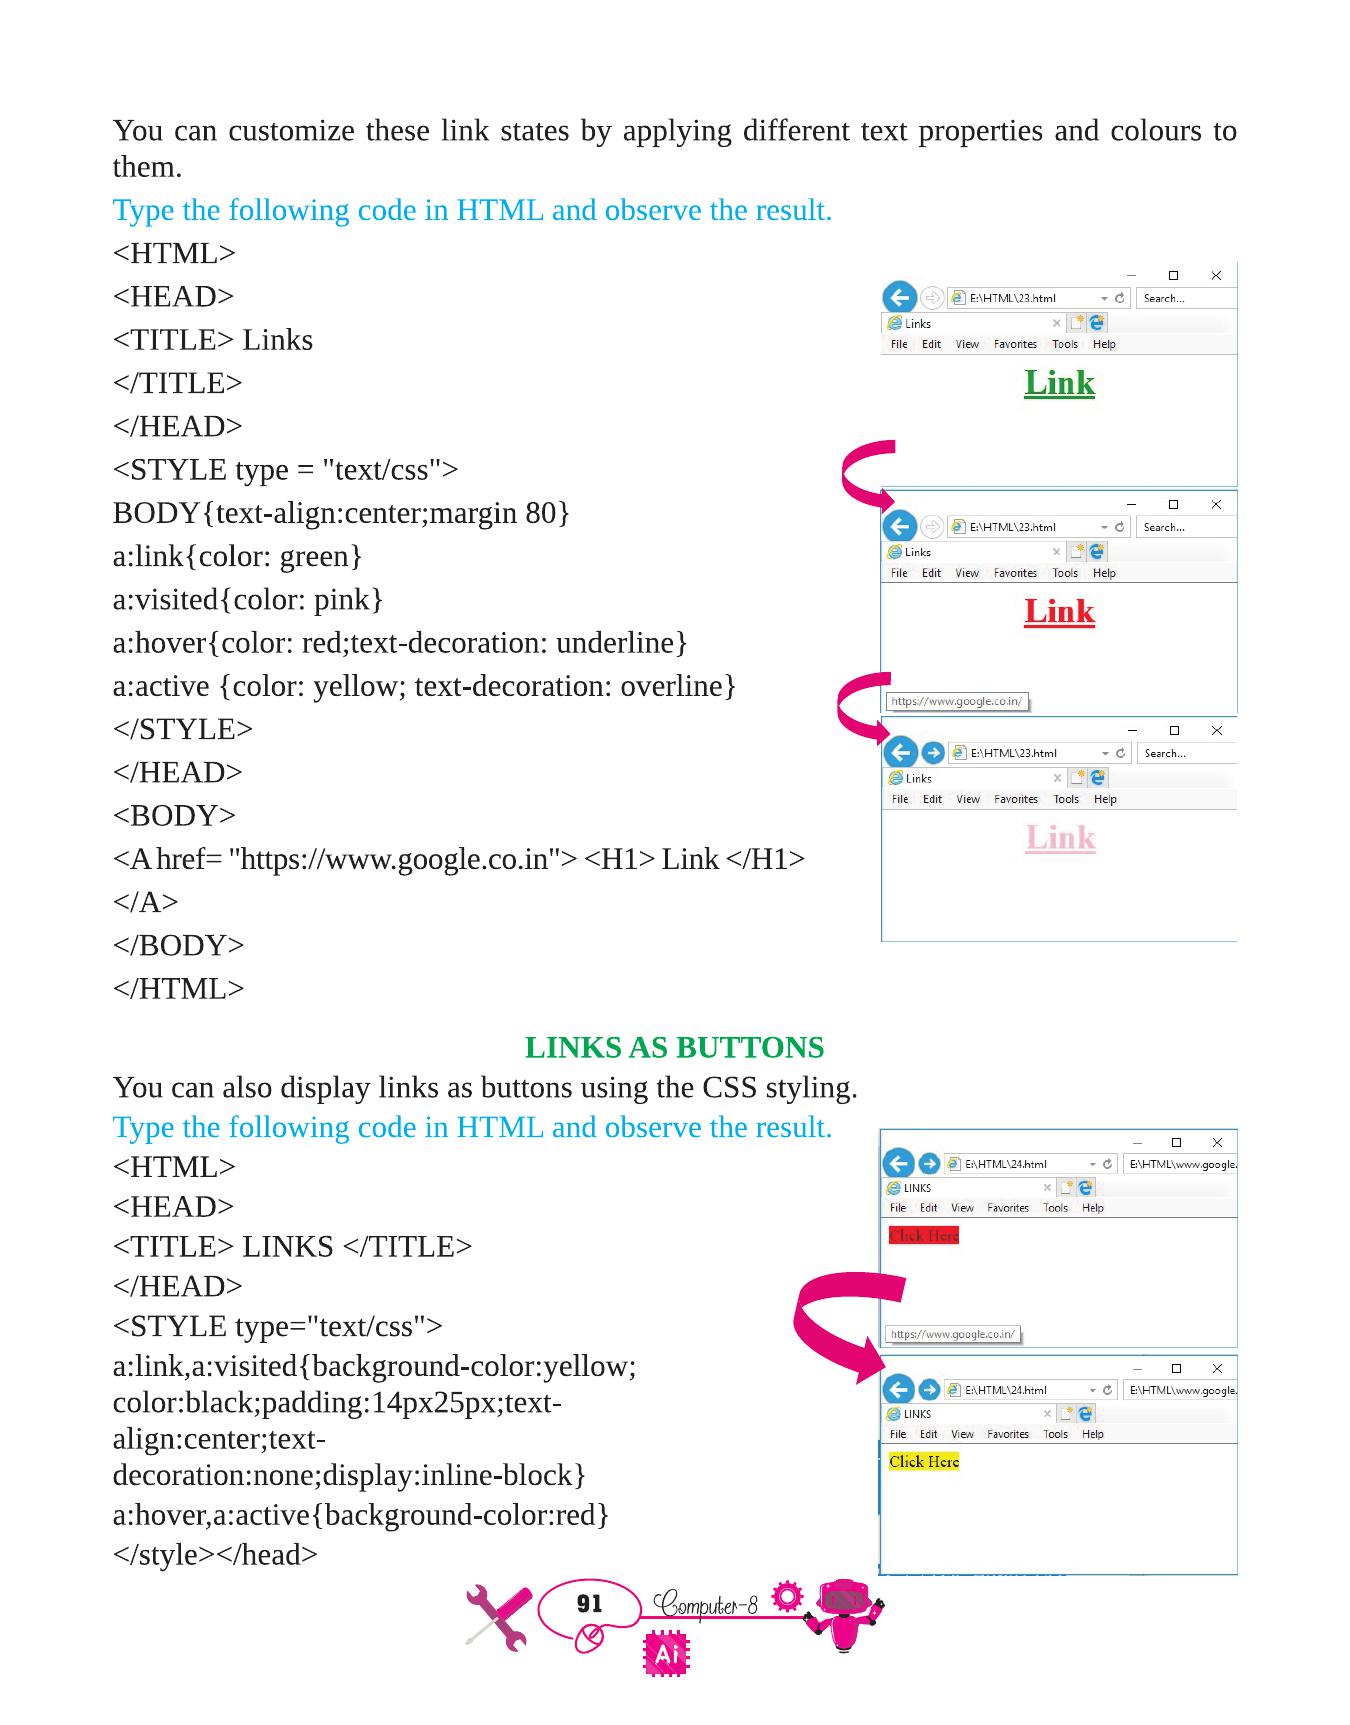 You can customize these link states by applying different text properties and colours to
them.
Type the following code in HTML and observe the result.
<HTML>
<HEAD>
<TITLE> Links
</TITLE>
</HEAD>
<STYLE type = "text/css">
BODY{text-align:center;margin 80}
a:link{color: green}
a:visited{color: pink}
a:hover{color: red;text-decoration: underline}
a:active {color: yellow; text-decoration: overline}
</STYLE>
</HEAD>
<BODY>
<A href= "https://www.google.co.in"> <H1> Link </H1>
</A>
</BODY>
</HTML>
E:\HTML\23.html Search...
Links
File Edit View Favorites Tools Help
Link
E:\HTML\23.html Search...
Links
File Edit View Favorites Tools Help
Link
https://www.google.co.in/
E:\HTML\23.html Search...
Links
File Edit View Favorites Tools Help
Link
LINKS AS BUTTONS
You can also display links as buttons using the CSS styling.
Type the following code in HTML and observe the result.
<HTML>
<HEAD>
<TITLE> LINKS </TITLE>
</HEAD>
<STYLE type="text/css">
a:link,a:visited{background-color:yellow;
color:black;padding:14px25px;text-
align:center;text-
decoration:none;display:inline-block}
a:hover,a:active{background-color:red}
</style></head>
E:\HTML\24.html E:\HTML\www.google.
LINKS
File Edit View Favorites Tools Help
Click Here
https://www.google.co.in/
E:\HTML\24.html E:\HTML\www.google.
LINKS
File Edit View Favorites Tools Help
Click Here
91 Computer-8
Ai